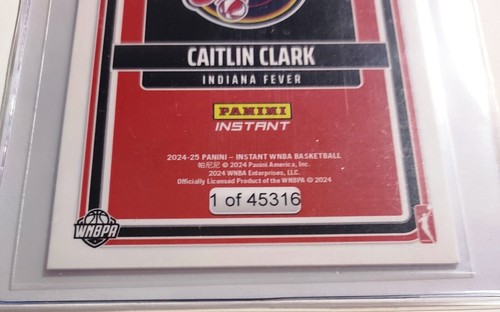 CAITLIN CLARK
INDIANA FEVER
PANINI
INSTANT
2024-25 PANINI – INSTANT WNBA BASKETBALL
帕尼尼 © 2024 Panini America, Inc.
2024 WNBA Enterprises, LLC.
Officially Licensed Product of the WNBPA © 2024
1 of 45316
WNBPA